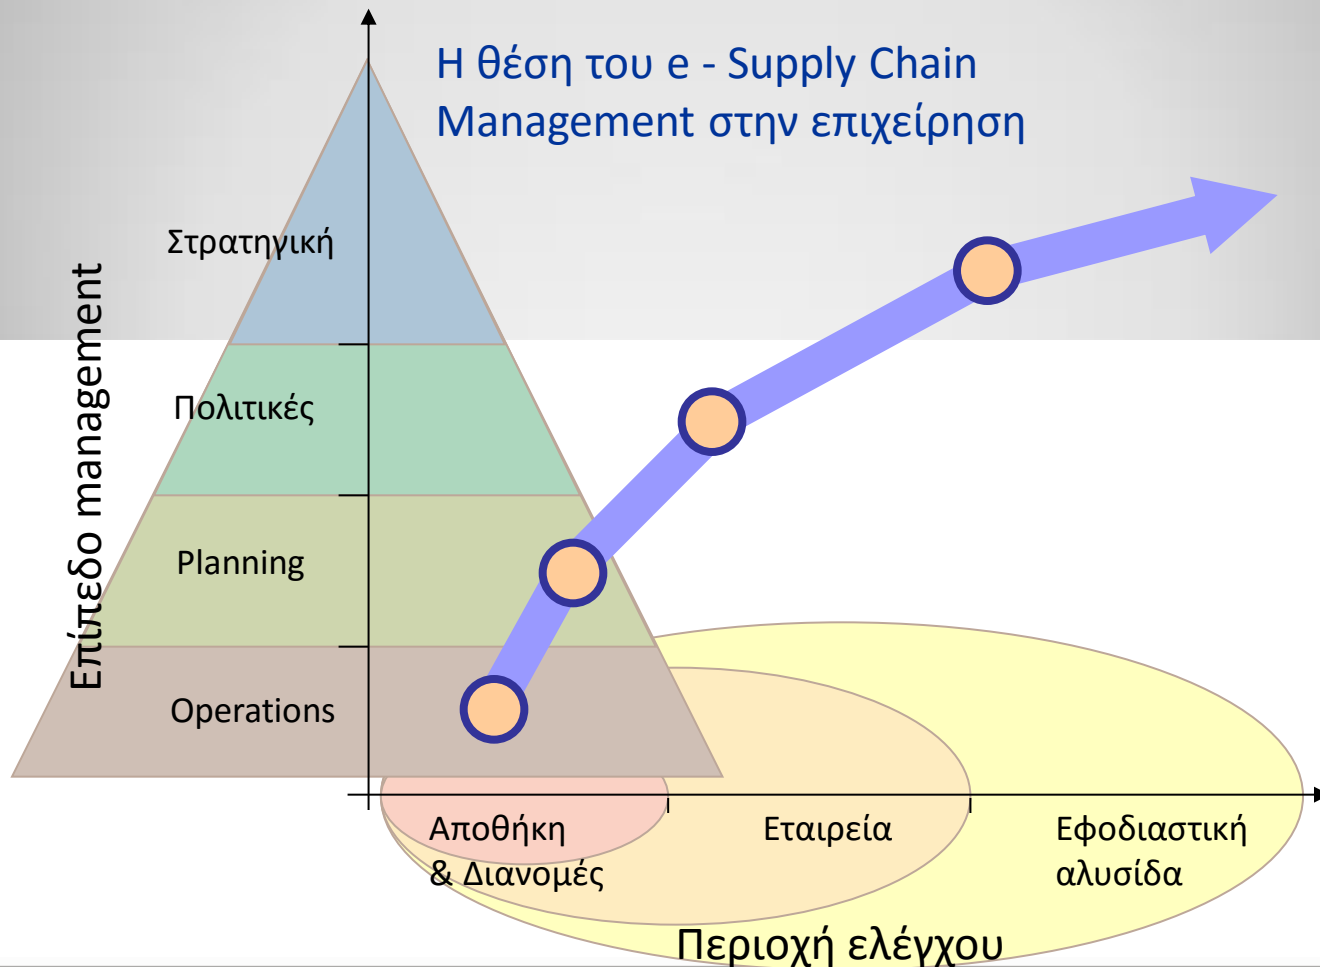 Η θέση του e - Supply Chain
Management στην επιχείρηση
Επίπεδο management
Στρατηγική
Πολιτικές
Planning
Operations
Αποθήκη
& Διανομές
Εταιρεία
Εφοδιαστική
αλυσίδα
Περιοχή ελέγχου